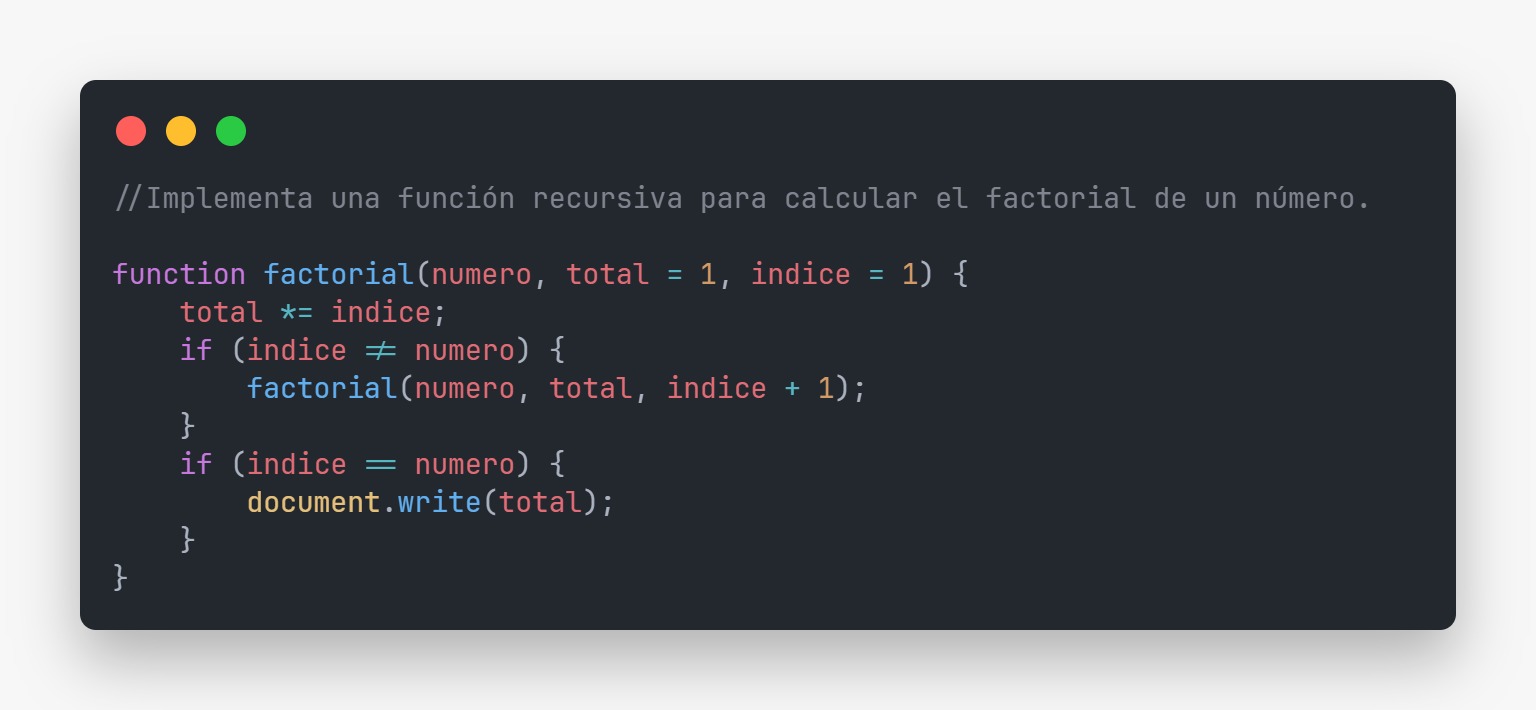 //Implementa una función recursiva para calcular el factorial de un número.
function factorial(numero, total = 1, indice = 1) {
    total *= indice;
    if (indice != numero) {
        factorial(numero, total, indice + 1);
    }
    if (indice == numero) {
        document.write(total);
    }
}